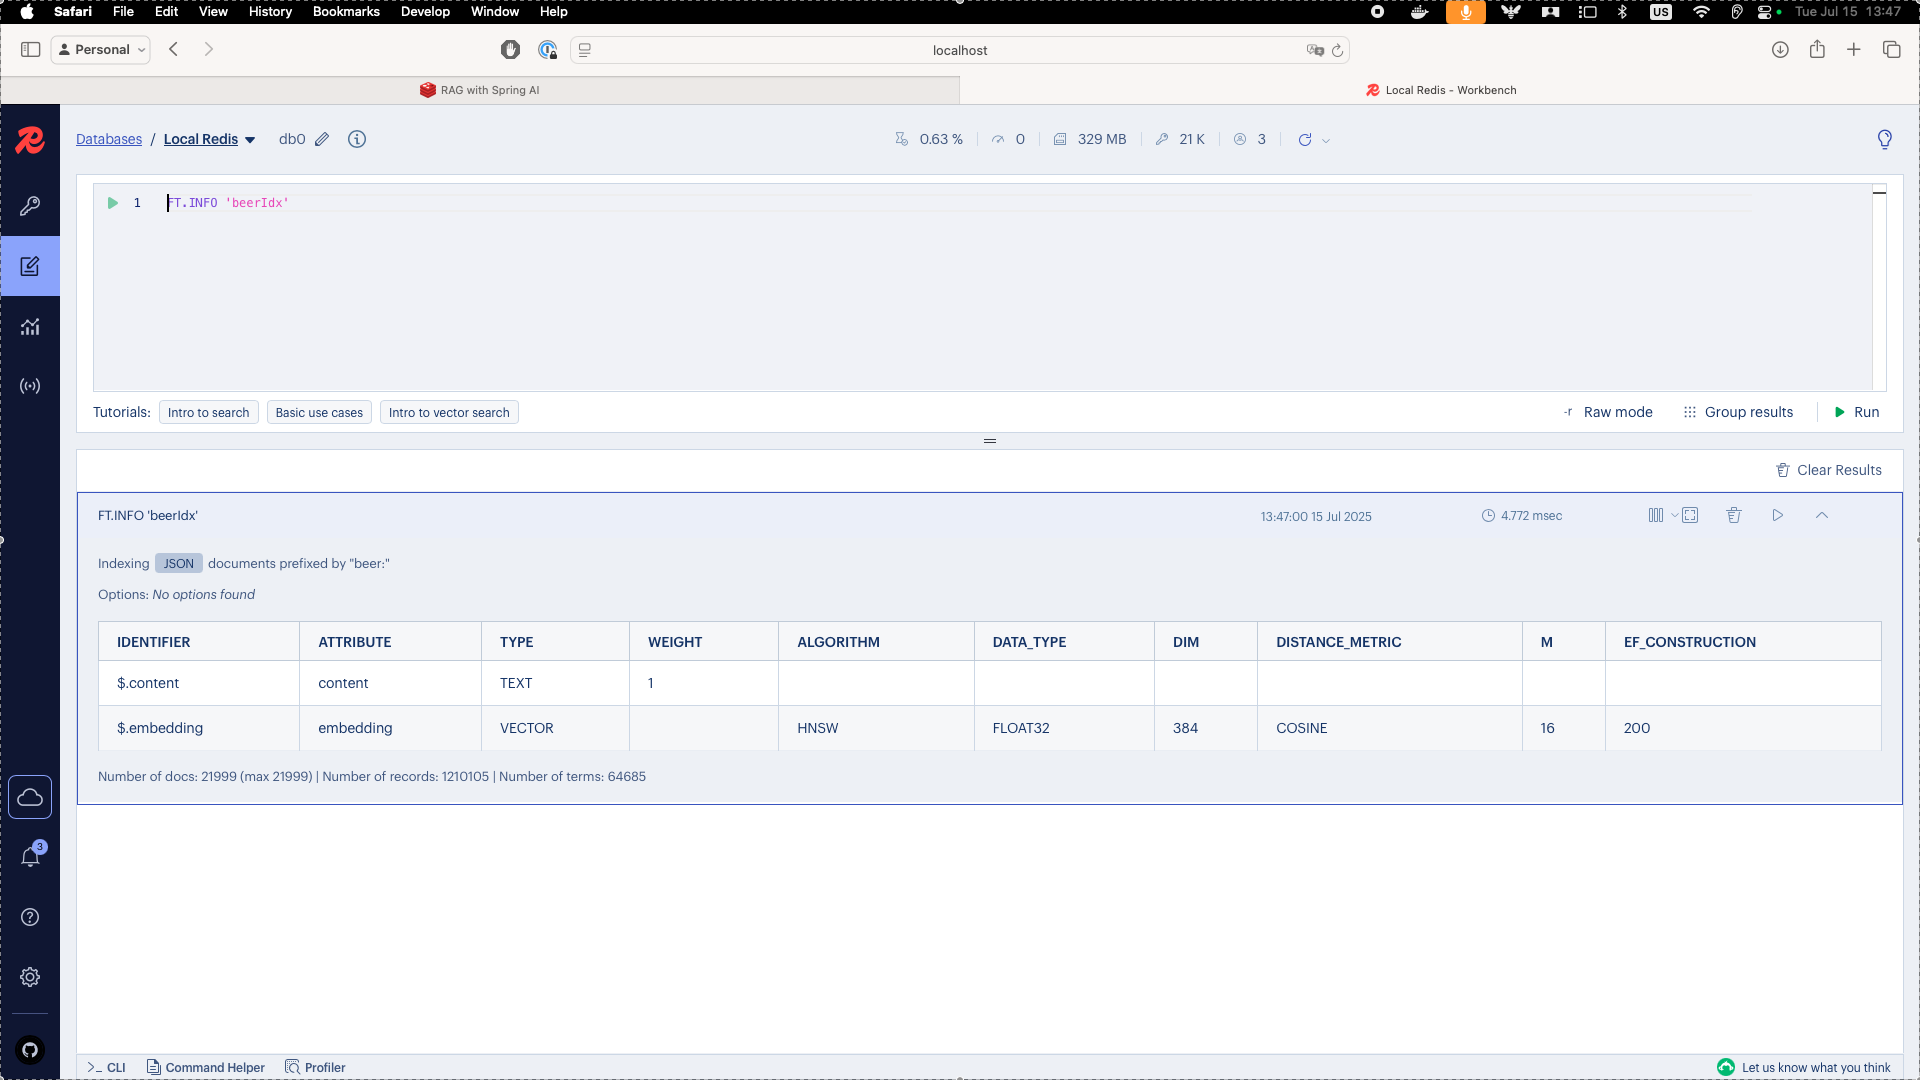 Safari File Edit View History Bookmarks Develop Window Help US Tue Jul 15 13:47
Personal localhost
RAG with Spring AI Local Redis - Workbench
Databases / Local Redis db0 0.63 % 0 329 MB 21 K 3
1 FT.INFO 'beerIdx'
Tutorials: Intro to search Basic use cases Intro to vector search -r Raw mode Group results Run
Clear Results
FT.INFO 'beerIdx' 13:47:00 15 Jul 2025 4.772 msec
Indexing JSON documents prefixed by "beer:"
Options: No options found
IDENTIFIER ATTRIBUTE TYPE WEIGHT ALGORITHM DATA_TYPE DIM DISTANCE_METRIC M EF_CONSTRUCTION
$.content content TEXT 1
$.embedding embedding VECTOR HNSW FLOAT32 384 COSINE 16 200
Number of docs: 21999 (max 21999) | Number of records: 1210105 | Number of terms: 64685
3
>_ CLI Command Helper Profiler Let us know what you think